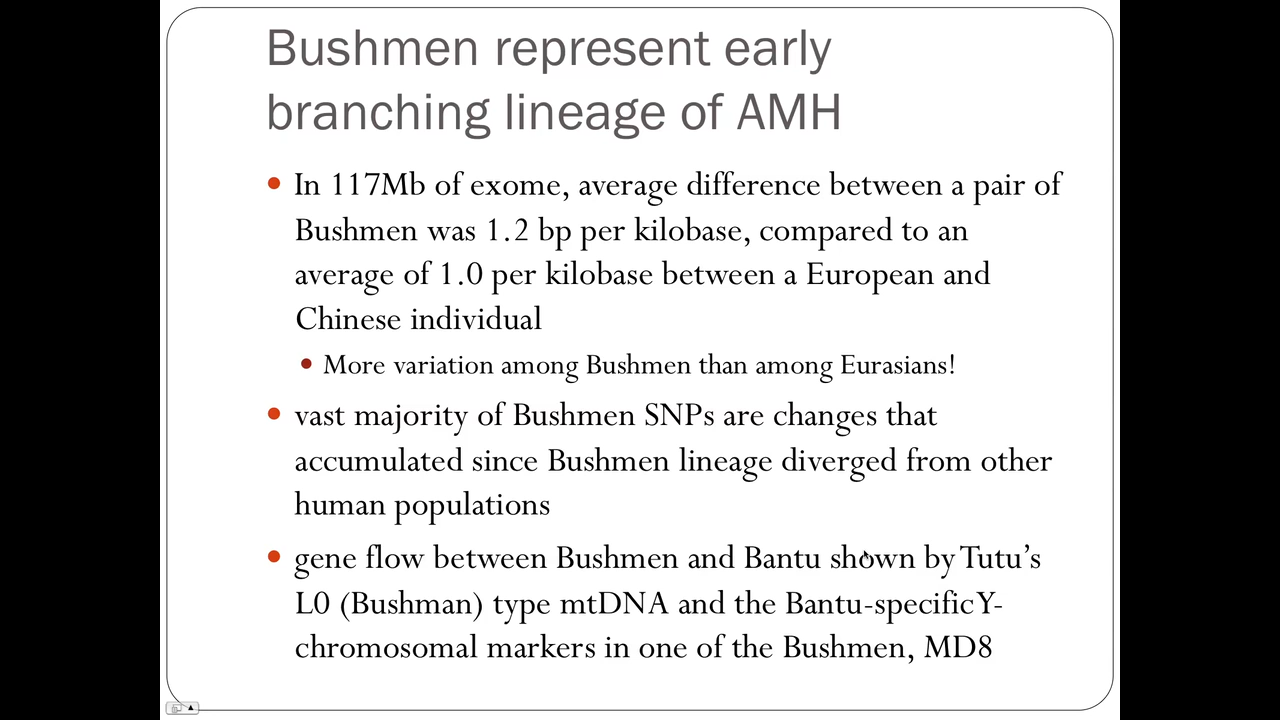 Bushmen represent early
branching lineage of AMH
• In 117Mb of exome, average difference between a pair of
Bushmen was 1.2 bp per kilobase, compared to an
average of 1.0 per kilobase between a European and
Chinese individual
• More variation among Bushmen than among Eurasians!
• vast majority of Bushmen SNPs are changes that
accumulated since Bushmen lineage diverged from other
human populations
• gene flow between Bushmen and Bantu shown by Tutu’s
L0 (Bushman) type mtDNA and the Bantu-specific Y-
chromosomal markers in one of the Bushmen, MD8